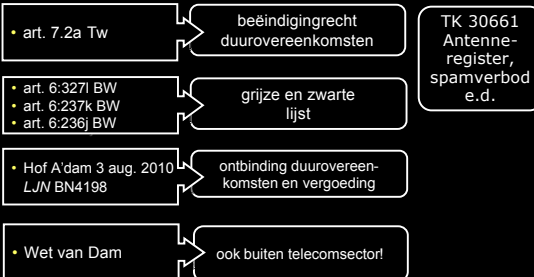 • art. 7.2a Tw
beëindigingrecht
duurovereenkomsten
TK 30661
Antenne-
register,
spamverbod
e.d.
• art. 6:327l BW
• art. 6:237k BW
• art. 6:236j BW
grijze en zwarte
lijst
• Hof A'dam 3 aug. 2010
LJN BN4198
ontbinding duurovereen-
komsten en vergoeding
• Wet van Dam
ook buiten telecomsector!